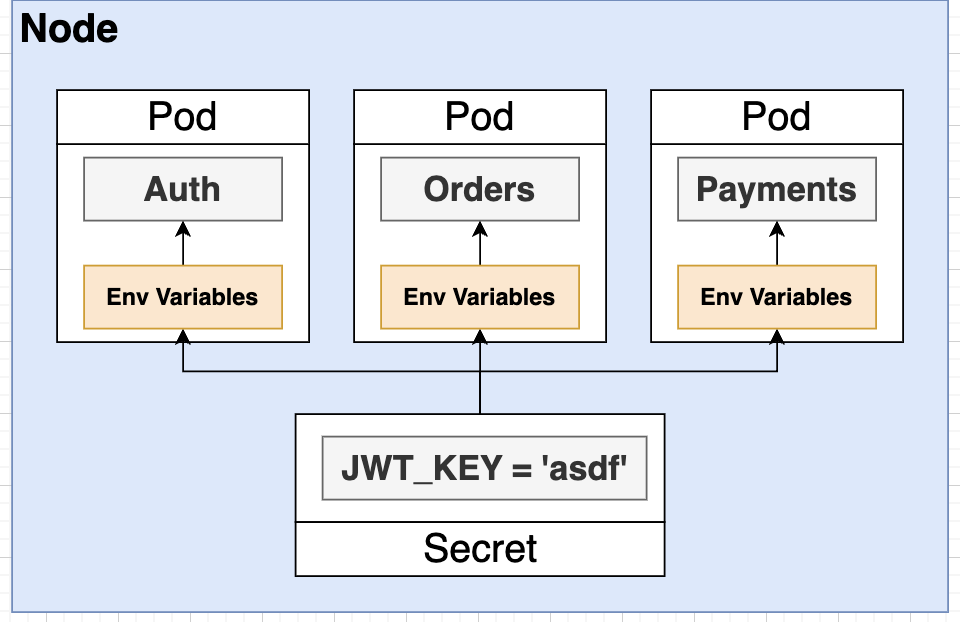 Node
Pod
Pod
Pod
Auth
Orders
Payments
Env Variables
Env Variables
Env Variables
JWT_KEY = 'asdf'
Secret